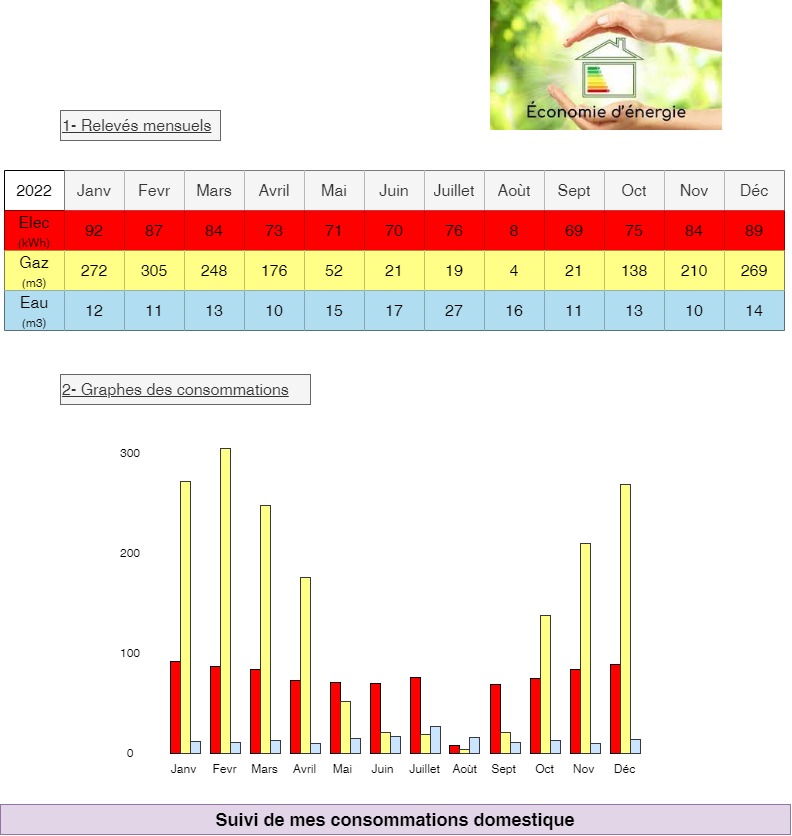 Économie d'énergie
1- Relevés mensuels
2022 Janv Fevr Mars Avril Mai Juin Juillet Aoùt Sept Oct Nov Déc
Elec (kWh) 92 87 84 73 71 70 76 8 69 75 84 89
Gaz (m3) 272 305 248 176 52 21 19 4 21 138 210 269
Eau (m3) 12 11 13 10 15 17 27 16 11 13 10 14
2- Graphes des consommations
300
200
100
0
Janv Fevr Mars Avril Mai Juin Juillet Aoùt Sept Oct Nov Déc
Suivi de mes consommations domestique